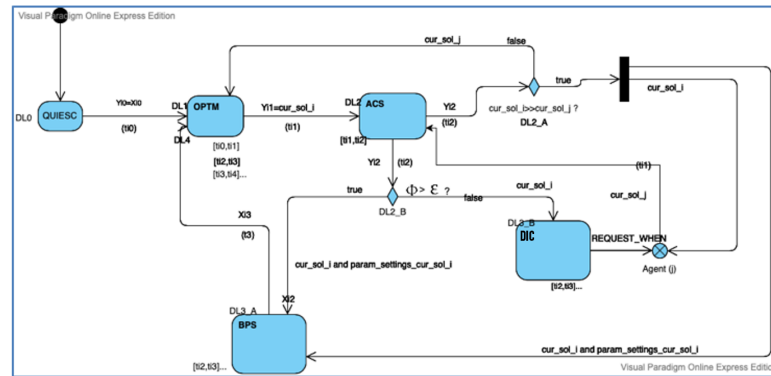 Visual Paradigm Online Express Edition
cur_sol_j
false
true
cur_sol_i
DL0
QUIESC
Yi0=Xi0
(ti0)
DL1
OPTM
DL4
[ti0,ti1]
[ti2,ti3]
[ti3,ti4]...
Yi1=cur_sol_i
(ti1)
DL2
ACS
[ti1,ti2]
Yi2
(ti2)
cur_sol_i>>cur_sol_j ?
DL2_A
Yi2
(ti2)
(ti1)
true
Φ> ε ?
false
DL2_B
cur_sol_i
cur_sol_j
DL3_B
DIC
REQUEST_WHEN
Agent (j)
[ti2,ti3]...
Xi3
(t3)
cur_sol_i and param_settings_cur_sol_i
Xi2
DL3_A
BPS
[ti2,ti3]...
cur_sol_i and param_settings_cur_sol_i
Visual Paradigm Online Express Edition